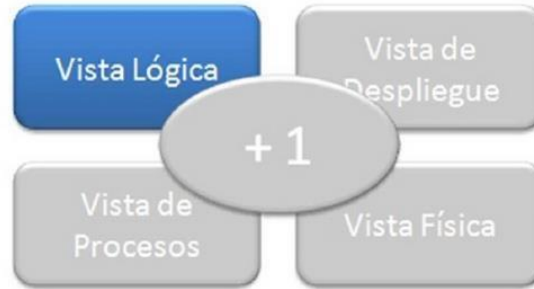 Vista Lógica
Vista de
Despliegue
+ 1
Vista de
Procesos
Vista Física